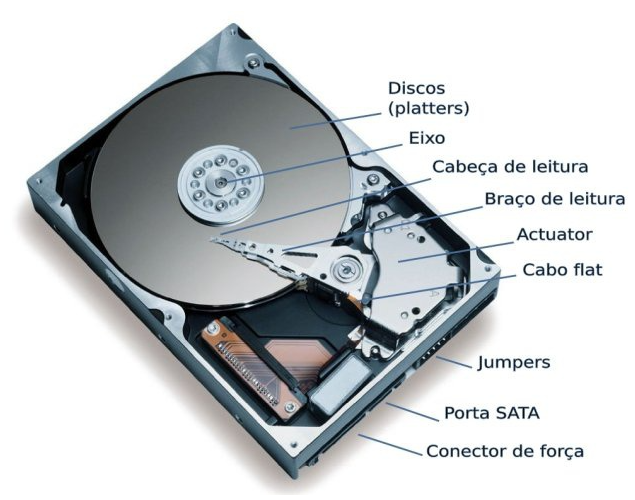 Discos
(platters)
Eixo
Cabeça de leitura
Braço de leitura
Actuator
Cabo flat
Jumpers
Porta SATA
Conector de força